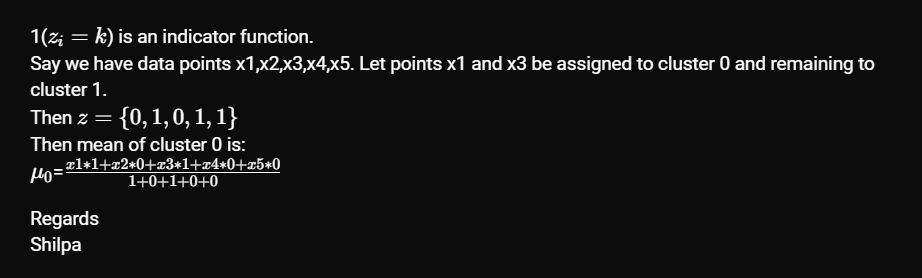 1(z_i = k) is an indicator function.
Say we have data points x1,x2,x3,x4,x5. Let points x1 and x3 be assigned to cluster 0 and remaining to
cluster 1.
Then z = {0, 1, 0, 1, 1}
Then mean of cluster 0 is:
μ_0=\frac{x1*1+x2*0+x3*1+x4*0+x5*0}{1+0+1+0+0}
Regards
Shilpa